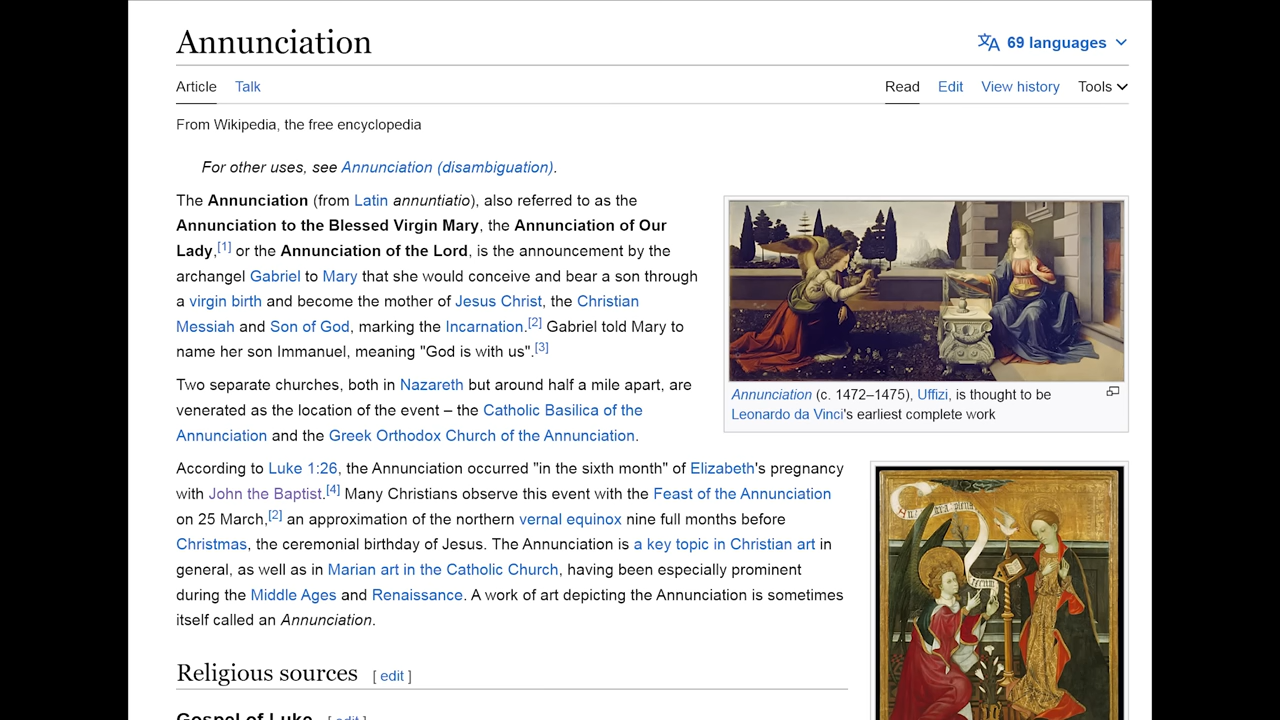 Annunciation
69 languages
Article Talk Read Edit View history Tools
From Wikipedia, the free encyclopedia
For other uses, see Annunciation (disambiguation).
The Annunciation (from Latin annuntiatio), also referred to as the
Annunciation to the Blessed Virgin Mary, the Annunciation of Our
Lady,[1] or the Annunciation of the Lord, is the announcement by the
archangel Gabriel to Mary that she would conceive and bear a son through
a virgin birth and become the mother of Jesus Christ, the Christian
Messiah and Son of God, marking the Incarnation.[2] Gabriel told Mary to
name her son Immanuel, meaning "God is with us".[3]
Annunciation (c. 1472–1475), Uffizi, is thought to be
Leonardo da Vinci's earliest complete work
Two separate churches, both in Nazareth but around half a mile apart, are
venerated as the location of the event – the Catholic Basilica of the
Annunciation and the Greek Orthodox Church of the Annunciation.
According to Luke 1:26, the Annunciation occurred "in the sixth month" of Elizabeth's pregnancy
with John the Baptist.[4] Many Christians observe this event with the Feast of the Annunciation
on 25 March,[2] an approximation of the northern vernal equinox nine full months before
Christmas, the ceremonial birthday of Jesus. The Annunciation is a key topic in Christian art in
general, as well as in Marian art in the Catholic Church, having been especially prominent
during the Middle Ages and Renaissance. A work of art depicting the Annunciation is sometimes
itself called an Annunciation.
Religious sources [ edit ]
Gospel of Luke [ edit ]